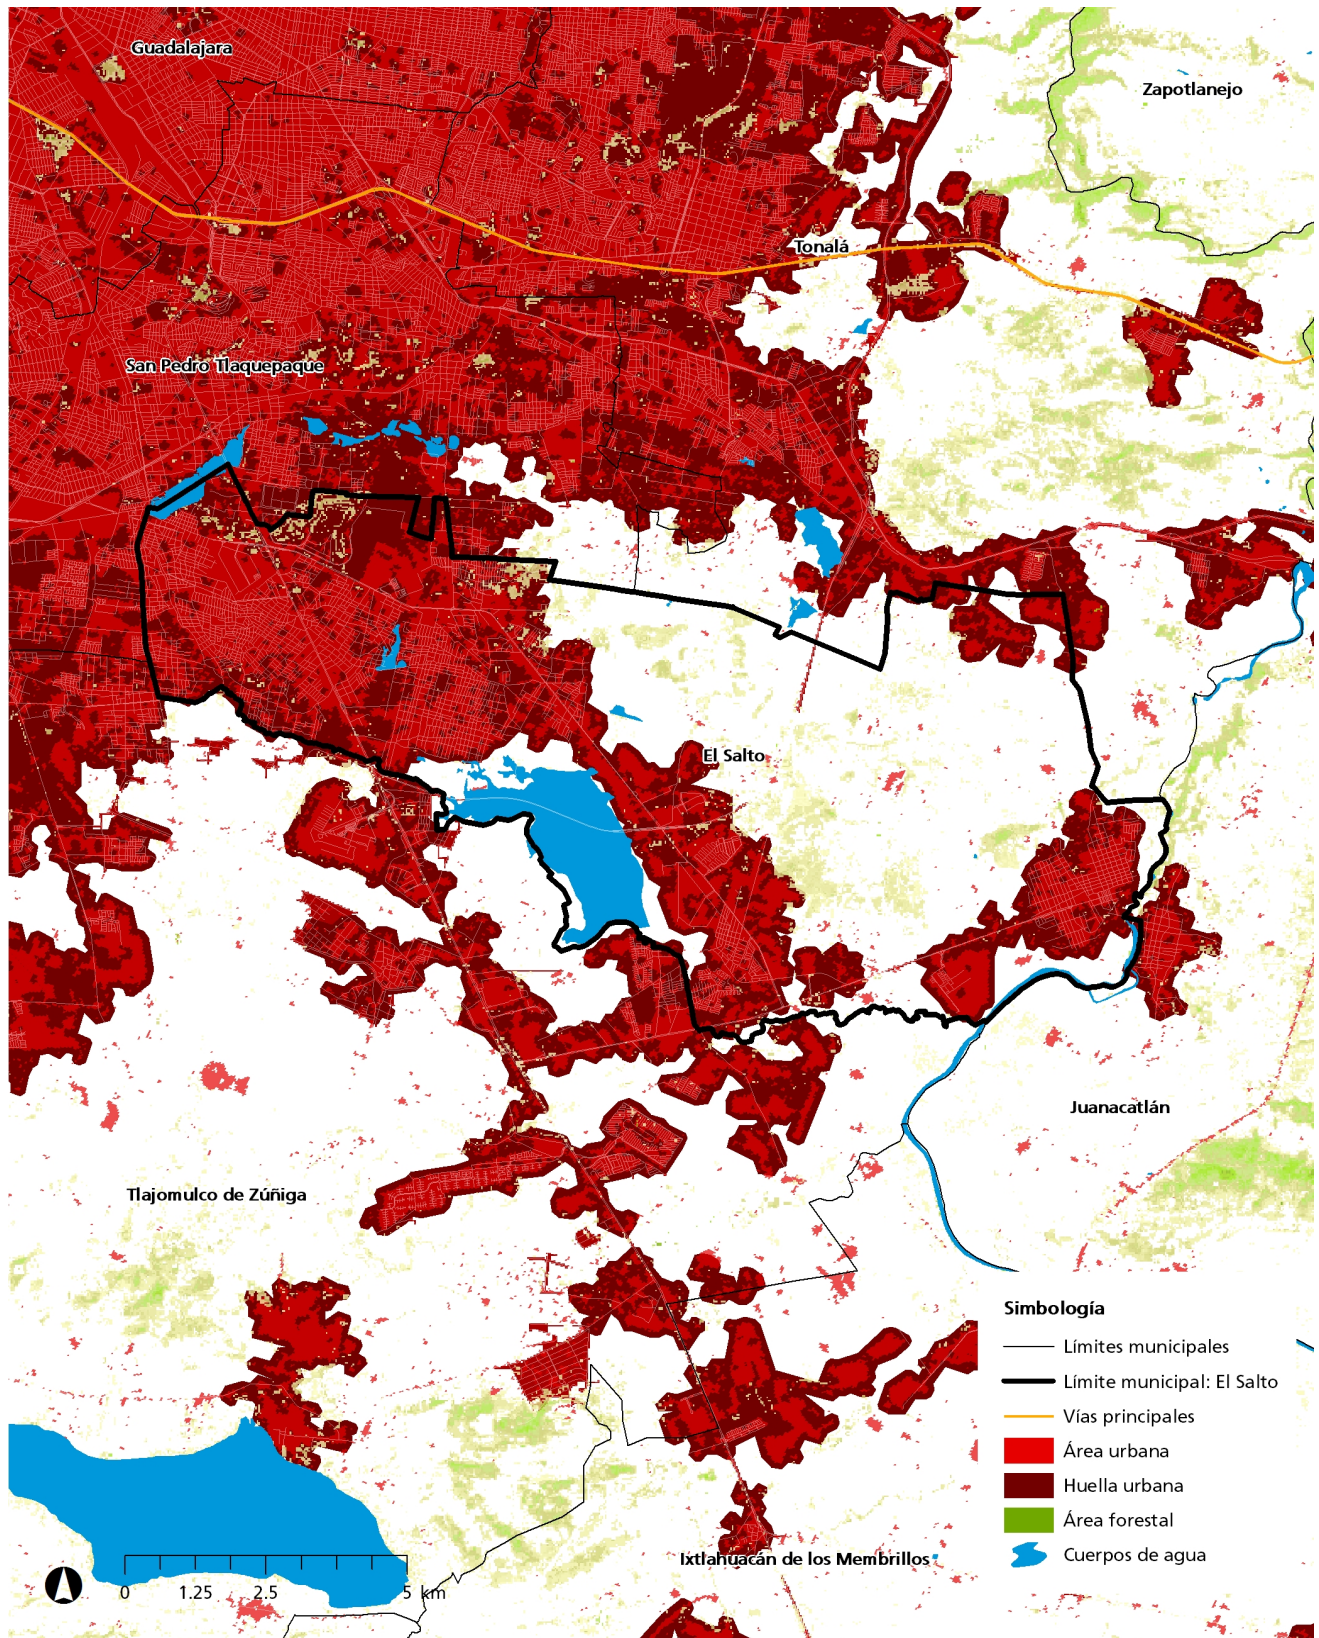 Guadalajara
Zapotlanejo
Tonalá
San Pedro Tlaquepaque
El Salto
Juanacatlán
Tlajomulco de Zúñiga
Ixtlahuacán de los Membrillos
Simbología
Límites municipales
Límite municipal: El Salto
Vías principales
Área urbana
Huella urbana
Área forestal
Cuerpos de agua
0 1.25 2.5 5 km